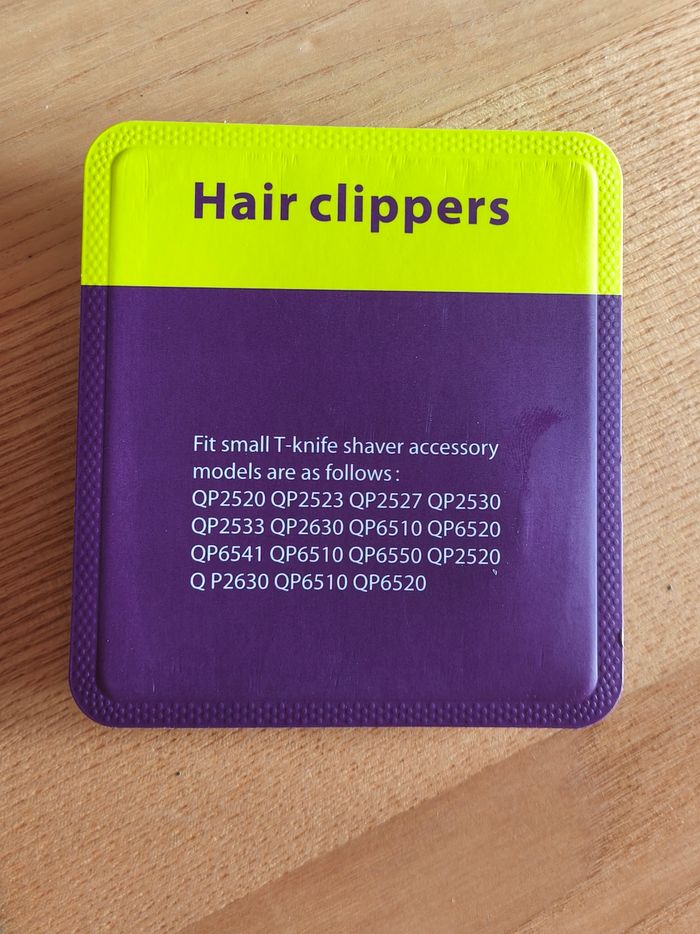 Hair clippers
Fit small T-knife shaver accessory
models are as follows :
QP2520 QP2523 QP2527 QP2530
QP2533 QP2630 QP6510 QP6520
QP6541 QP6510 QP6550 QP2520
Q P2630 QP6510 QP6520